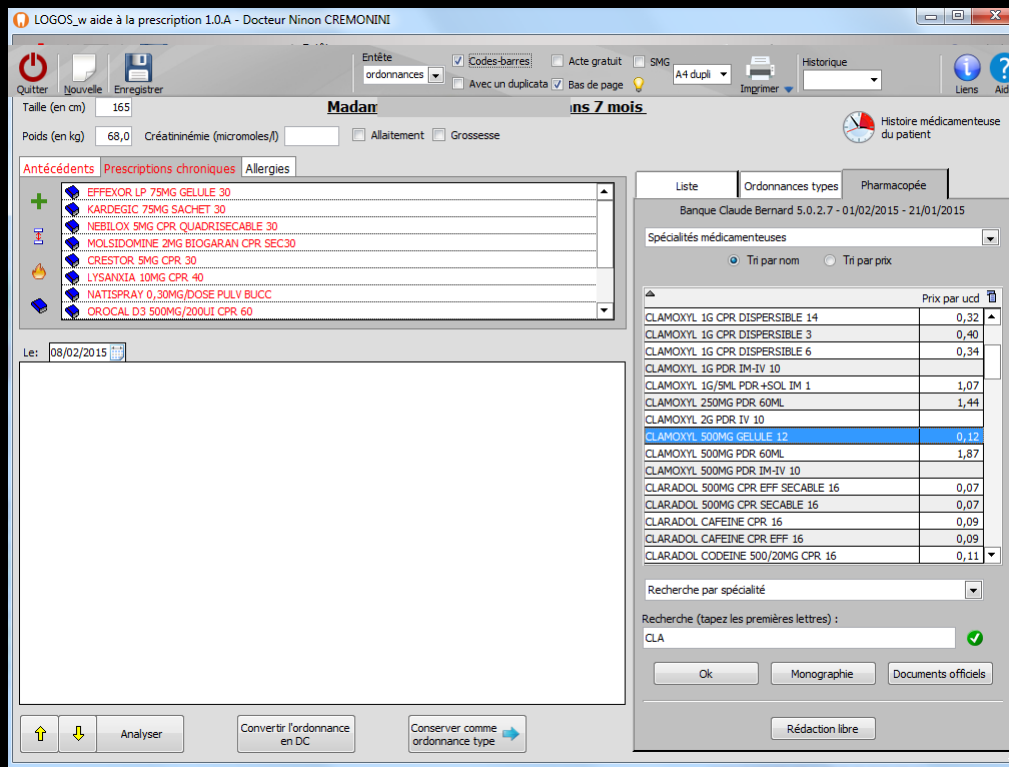 LOGOS_w aide à la prescription 1.0.A - Docteur Ninon CREMONINI
Quitter
Nouvelle
Enregistrer
Entête
ordonnances
Codes-barres
Avec un duplicata
Acte gratuit
Bas de page
SMG
A4 dupli
Imprimer
Historique
Liens
Aid
Taille (en cm) 165
Madam
ns 7 mois
Poids (en kg) 68,0 Créatininémie (micromoles/l) Allaitement Grossesse
Histoire médicamenteuse
du patient
Antécédents Prescriptions chroniques Allergies
EFFEXOR LP 75MG GELULE 30
KARDEGIC 75MG SACHET 30
NEBILOX 5MG CPR QUADRISECABLE 30
MOLSIDOMINE 2MG BIOGARAN CPR SEC30
CRESTOR 5MG CPR 30
LYSANXIA 10MG CPR 40
NATISPRAY 0,30MG/DOSE PULV BUCC
OROCAL D3 500MG/200UI CPR 60
Le: 08/02/2015
Analyser
Convertir l'ordonnance
en DC
Conserver comme
ordonnance type
Liste Ordonnances types Pharmacopée
Banque Claude Bernard 5.0.2.7 - 01/02/2015 - 21/01/2015
Spécialités médicamenteuses
Tri par nom Tri par prix
Prix par ucd
CLAMOXYL 1G CPR DISPERSIBLE 14 0,32
CLAMOXYL 1G CPR DISPERSIBLE 3 0,40
CLAMOXYL 1G CPR DISPERSIBLE 6 0,34
CLAMOXYL 1G PDR IM-IV 10
CLAMOXYL 1G/5ML PDR+SOL IM 1 1,07
CLAMOXYL 250MG PDR 60ML 1,44
CLAMOXYL 2G PDR IV 10
CLAMOXYL 500MG GELULE 12 0,12
CLAMOXYL 500MG PDR 60ML 1,87
CLAMOXYL 500MG PDR IM-IV 10
CLARADOL 500MG CPR EFF SECABLE 16 0,07
CLARADOL 500MG CPR SECABLE 16 0,07
CLARADOL CAFEINE CPR 16 0,09
CLARADOL CAFEINE CPR EFF 16 0,09
CLARADOL CODEINE 500/20MG CPR 16 0,11
Recherche par spécialité
Recherche (tapez les premières lettres) :
CLA
Ok Monographie Documents officiels
Rédaction libre